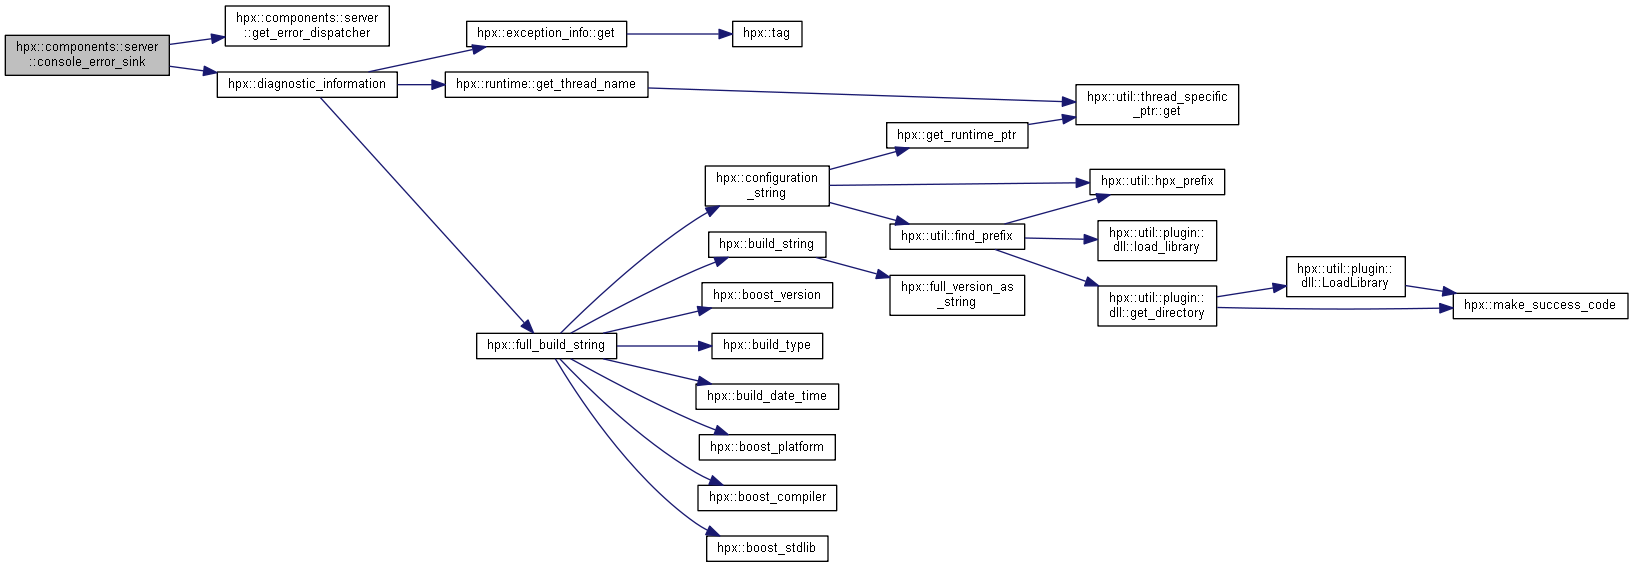 hpx::components::server
::console_error_sink
hpx::components::server
::get_error_dispatcher
hpx::diagnostic_information
hpx::exception_info::get
hpx::tag
hpx::runtime::get_thread_name
hpx::util::thread_specific
_ptr::get
hpx::full_build_string
hpx::configuration
_string
hpx::get_runtime_ptr
hpx::util::hpx_prefix
hpx::util::find_prefix
hpx::util::plugin::
dll::load_library
hpx::util::plugin::
dll::get_directory
hpx::util::plugin::
dll::LoadLibrary
hpx::make_success_code
hpx::build_string
hpx::full_version_as
_string
hpx::boost_version
hpx::build_type
hpx::build_date_time
hpx::boost_platform
hpx::boost_compiler
hpx::boost_stdlib